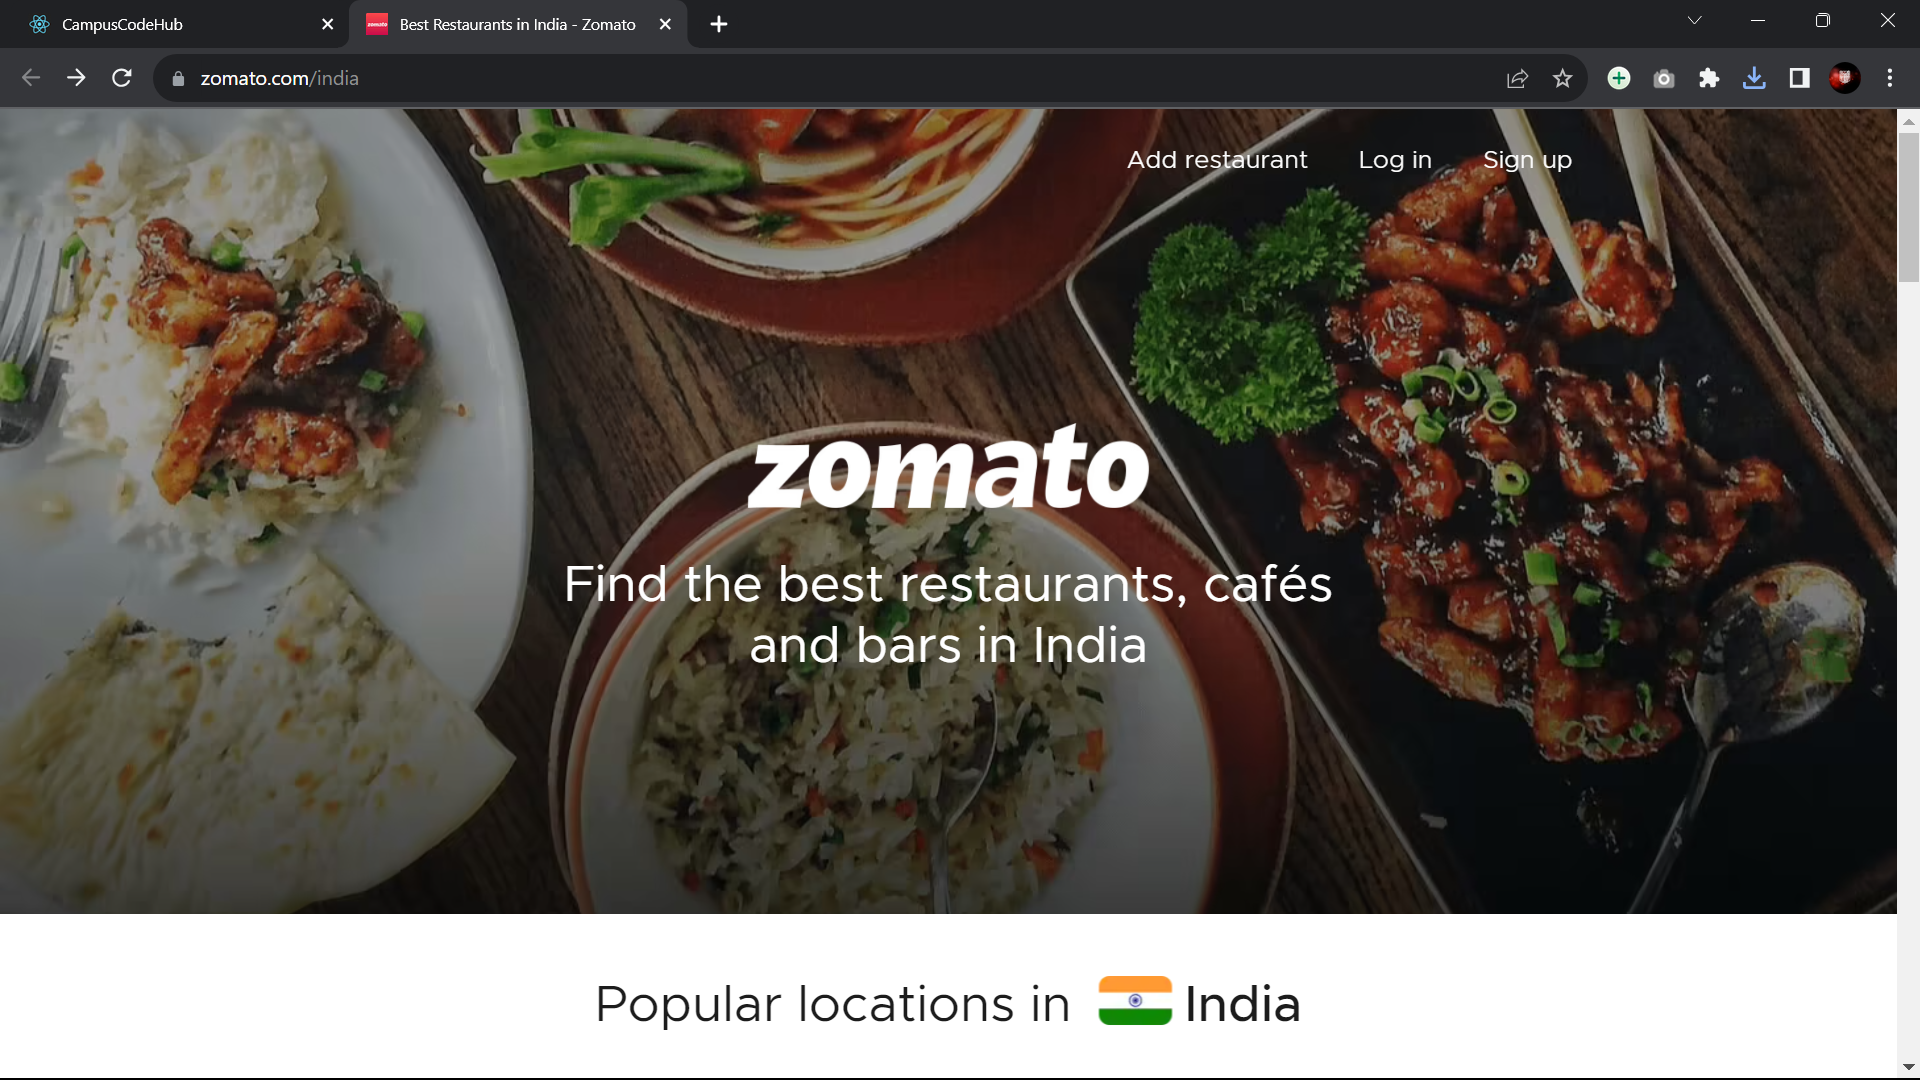 CampusCodeHub
zomato
Best Restaurants in India - Zomato
zomato.com/india
Add restaurant
Log in
Sign up
zomato
Find the best restaurants, cafés
and bars in India
Popular locations in India